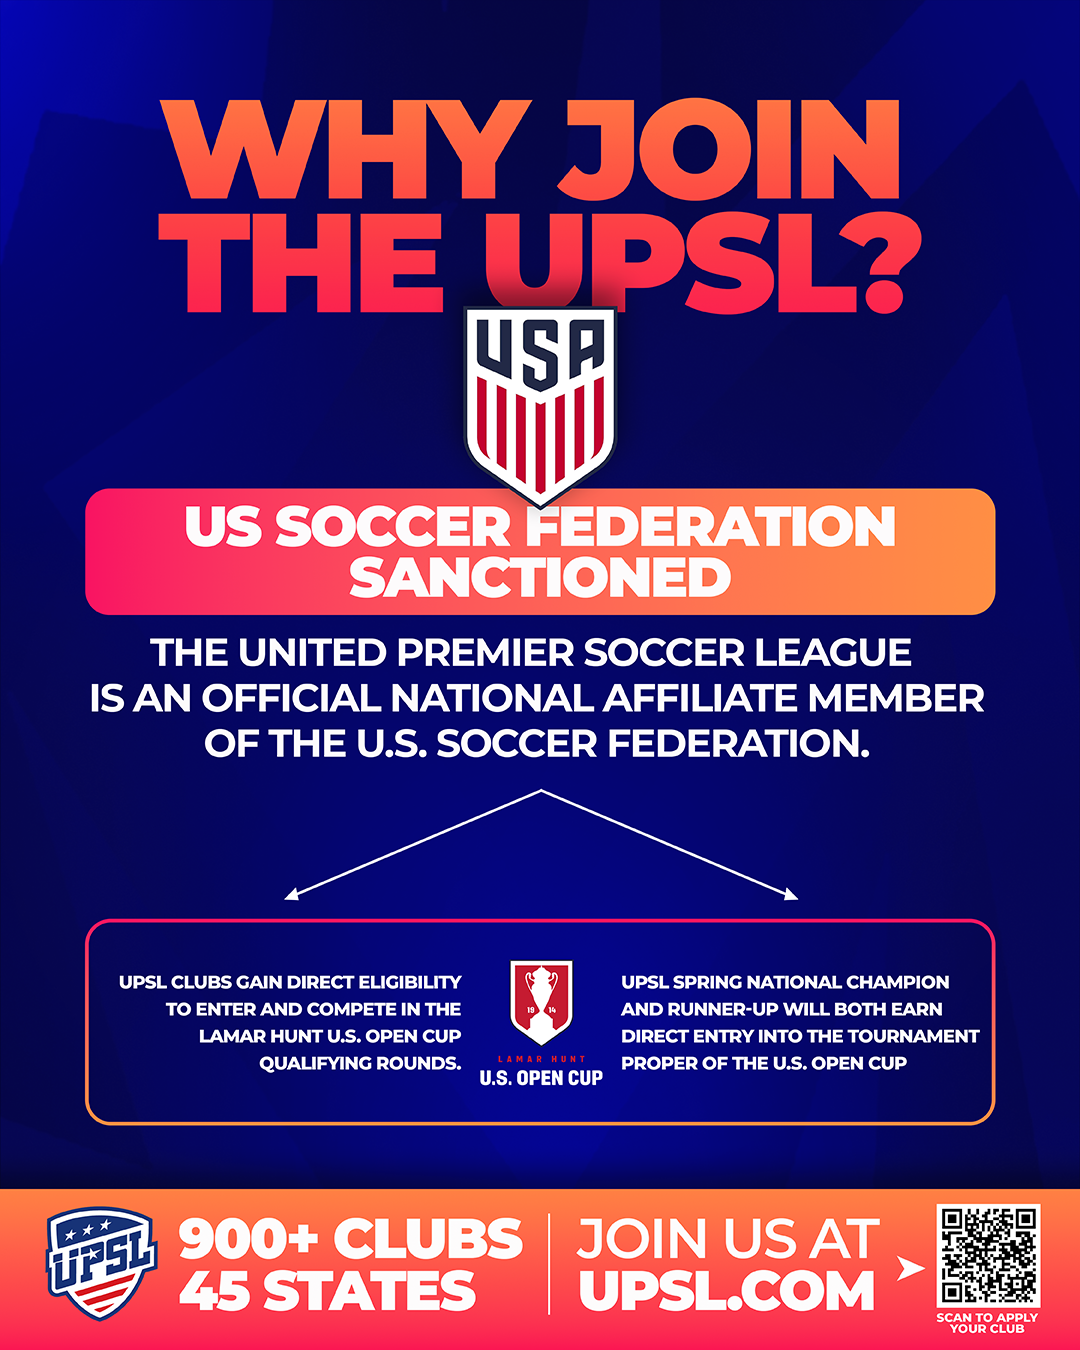 WHY JOIN
THE UPSL?
USA
US SOCCER FEDERATION
SANCTIONED
THE UNITED PREMIER SOCCER LEAGUE
IS AN OFFICIAL NATIONAL AFFILIATE MEMBER
OF THE U.S. SOCCER FEDERATION.
UPSL CLUBS GAIN DIRECT ELIGIBILITY
TO ENTER AND COMPETE IN THE
LAMAR HUNT U.S. OPEN CUP
QUALIFYING ROUNDS.
19 14
LAMAR HUNT
U.S. OPEN CUP
UPSL SPRING NATIONAL CHAMPION
AND RUNNER-UP WILL BOTH EARN
DIRECT ENTRY INTO THE TOURNAMENT
PROPER OF THE U.S. OPEN CUP
UPSL
900+ CLUBS
45 STATES
JOIN US AT
UPSL.COM
SCAN TO APPLY
YOUR CLUB